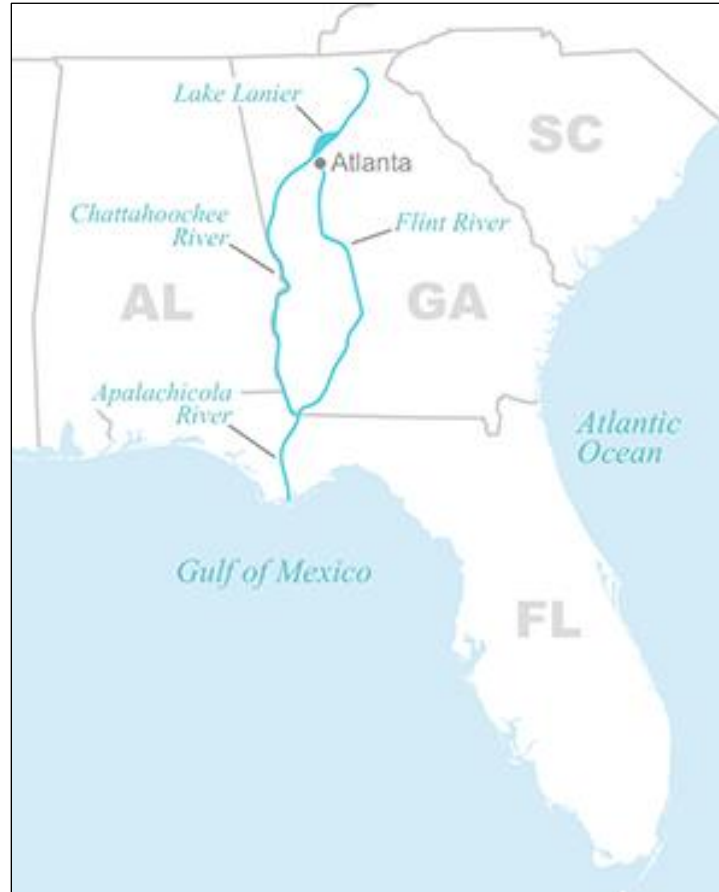 Lake Lanier
SC
Atlanta
Chattahoochee
River
Flint River
AL
GA
Apalachicola
River
Atlantic
Ocean
Gulf of Mexico
FL